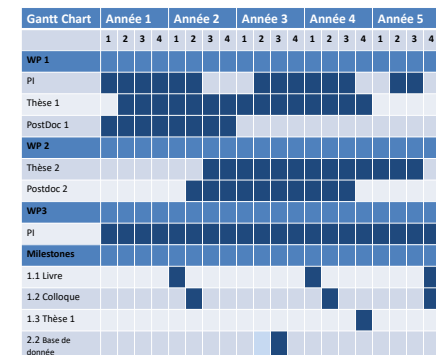 Gantt Chart Année 1 Année 2 Année 3 Année 4 Année 5
1 2 3 4 1 2 3 4 1 2 3 4 1 2 3 4 1 2 3 4
WP 1
PI
Thèse 1
PostDoc 1
WP 2
Thèse 2
Postdoc 2
WP3
PI
Milestones
1.1 Livre
1.2 Colloque
1.3 Thèse 1
2.2 Base de
donnée